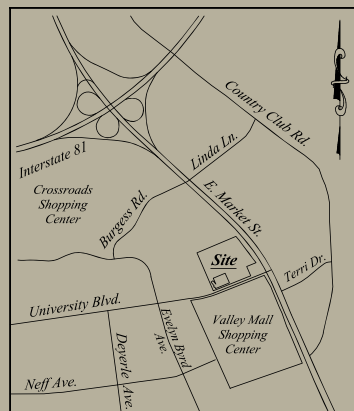 Country Club Rd.
Linda Ln.
Interstate 81
Crossroads
Shopping
Center
Burgess Rd.
E. Market St.
Site
Terri Dr.
University Blvd.
Evelyn Byrd
Ave.
Valley Mall
Shopping
Center
Deyerle Ave.
Neff Ave.